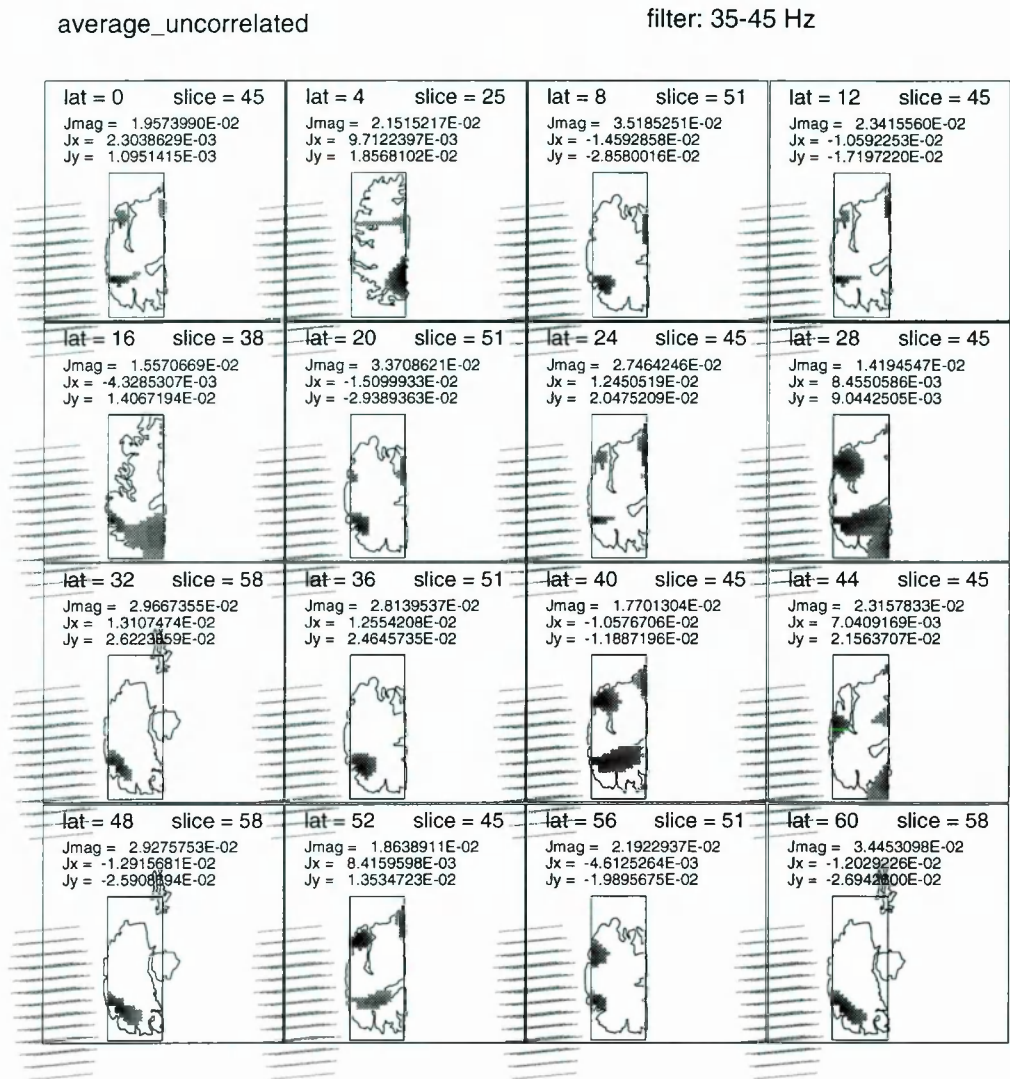 average_uncorrelated
filter: 35-45 Hz
lat = 0 slice = 45
Jmag = 1.9573990E-02
Jx = 2.3038629E-03
Jy = 1.0951415E-03
lat = 4 slice = 25
Jmag = 2.1515217E-02
Jx = 9.7122397E-03
Jy = 1.8568102E-02
lat = 8 slice = 51
Jmag = 3.5185251E-02
Jx = -1.4592858E-02
Jy = -2.8580016E-02
lat = 12 slice = 45
Jmag = 2.3415560E-02
Jx = -1.0592253E-02
Jy = -1.7197220E-02
lat = 16 slice = 38
Jmag = 1.5570669E-02
Jx = -4.3285307E-03
Jy = 1.4067194E-02
lat = 20 slice = 51
Jmag = 3.3708621E-02
Jx = -1.5099933E-02
Jy = -2.9389363E-02
lat = 24 slice = 45
Jmag = 2.7464246E-02
Jx = 1.2450519E-02
Jy = 2.0475209E-02
lat = 28 slice = 45
Jmag = 1.4194547E-02
Jx = 8.4550586E-03
Jy = 9.0442505E-03
lat = 32 slice = 58
Jmag = 2.9667355E-02
Jx = 1.3107474E-02
Jy =
lat = 36 slice = 51
Jmag = 2.8139537E-02
Jx = 1.2554208E-02
Jy = 2.4645735E-02
lat = 40 slice = 45
Jmag = 1.7701304E-02
Jx = -1.0576706E-02
Jy = -1.1887196E-02
lat = 44 slice = 45
Jmag = 2.3157833E-02
Jx = 7.0409169E-03
Jy = 2.1563707E-02
lat = 48 slice = 58
Jmag = 2.9275753E-02
Jx = -1.2915681E-02
Jy =
lat = 52 slice = 45
Jmag = 1.8638911E-02
Jx = 8.4159598E-03
Jy = 1.3534723E-02
lat = 56 slice = 51
Jmag = 2.1922937E-02
Jx = -4.6125264E-03
Jy = -1.9895675E-02
lat = 60 slice = 58
Jmag = 3.4453098E-02
Jx = -1.2029226E-02
Jy =